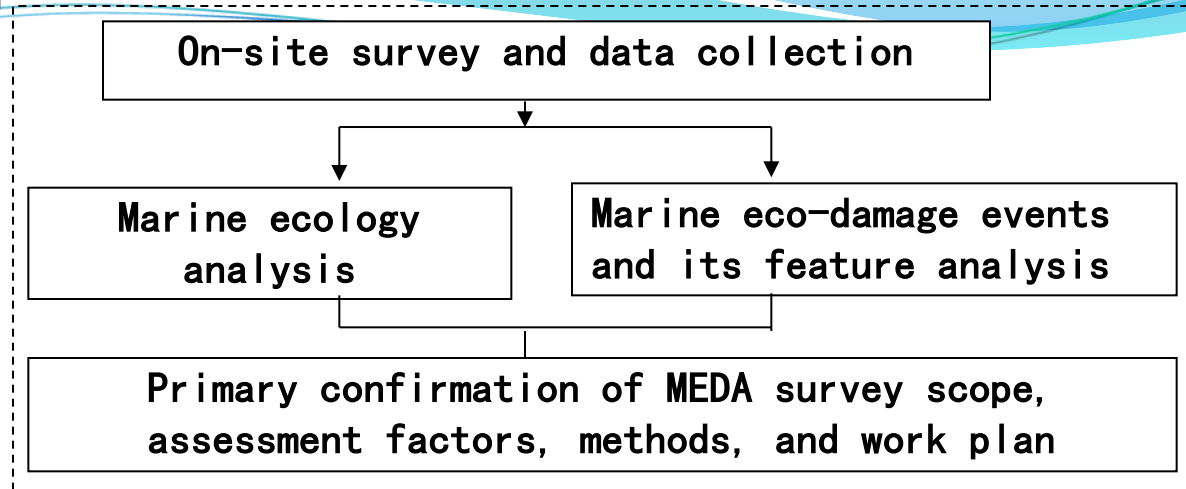 On-site survey and data collection
Marine ecology
analysis
Marine eco-damage events
and its feature analysis
Primary confirmation of MEDA survey scope,
assessment factors, methods, and work plan